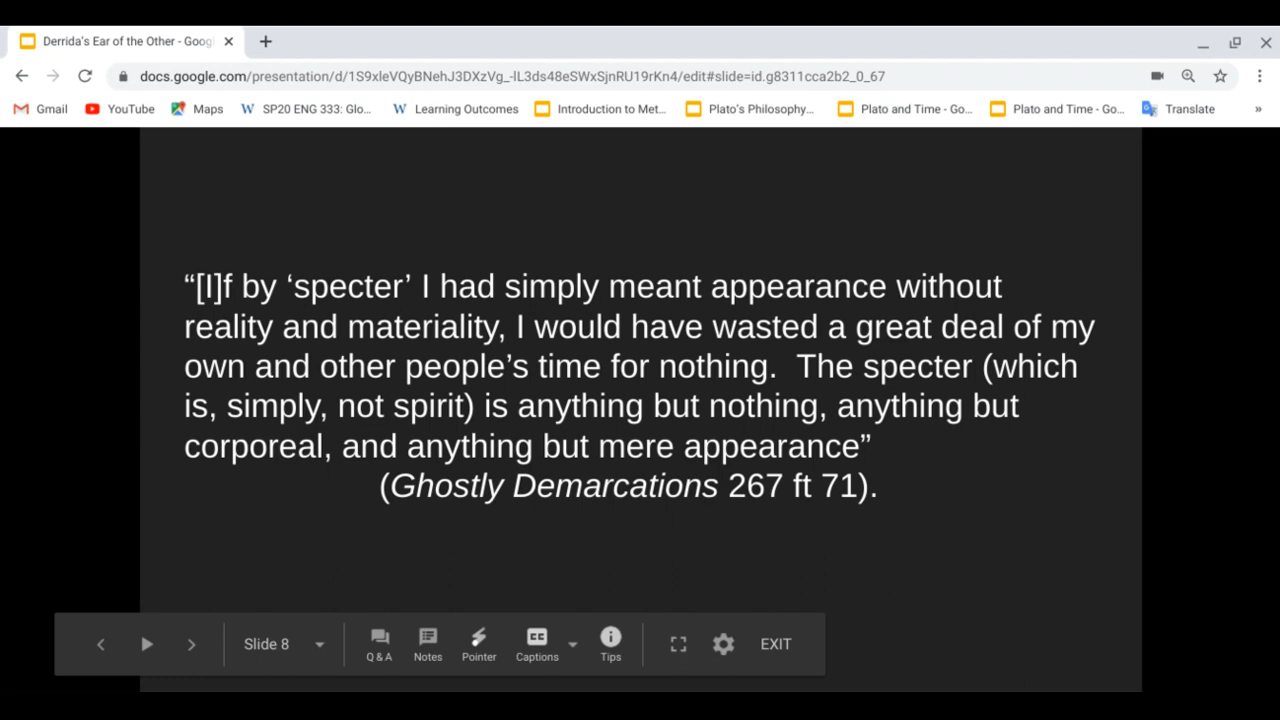 Derrida's Ear of the Other - Goog
docs.google.com/presentation/d/1S9xleVQyBNehJ3DXzVg_-lL3ds48eSWxSjnRU19rKn4/edit#slide=id.g8311cca2b2_0_67
Gmail YouTube Maps SP20 ENG 333: Glo... Learning Outcomes Introduction to Met... Plato's Philosophy... Plato and Time - Go... Plato and Time - Go... Translate »
“[I]f by ‘specter’ I had simply meant appearance without
reality and materiality, I would have wasted a great deal of my
own and other people’s time for nothing.  The specter (which
is, simply, not spirit) is anything but nothing, anything but
corporeal, and anything but mere appearance”
(Ghostly Demarcations 267 ft 71).
Slide 8 Q & A Notes Pointer CC Captions Tips EXIT